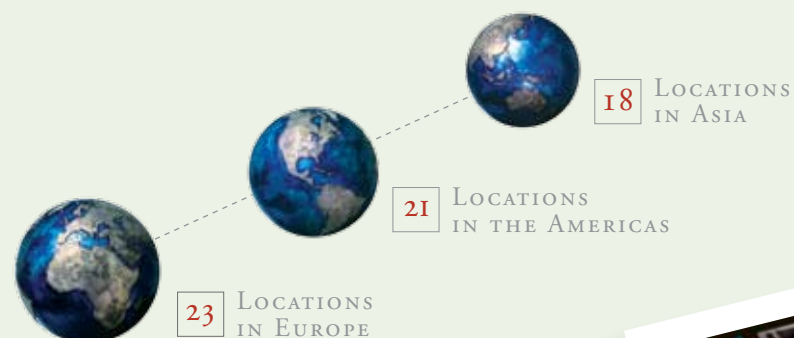 18 Locations
in Asia
21 Locations
in the Americas
23 Locations
in Europe